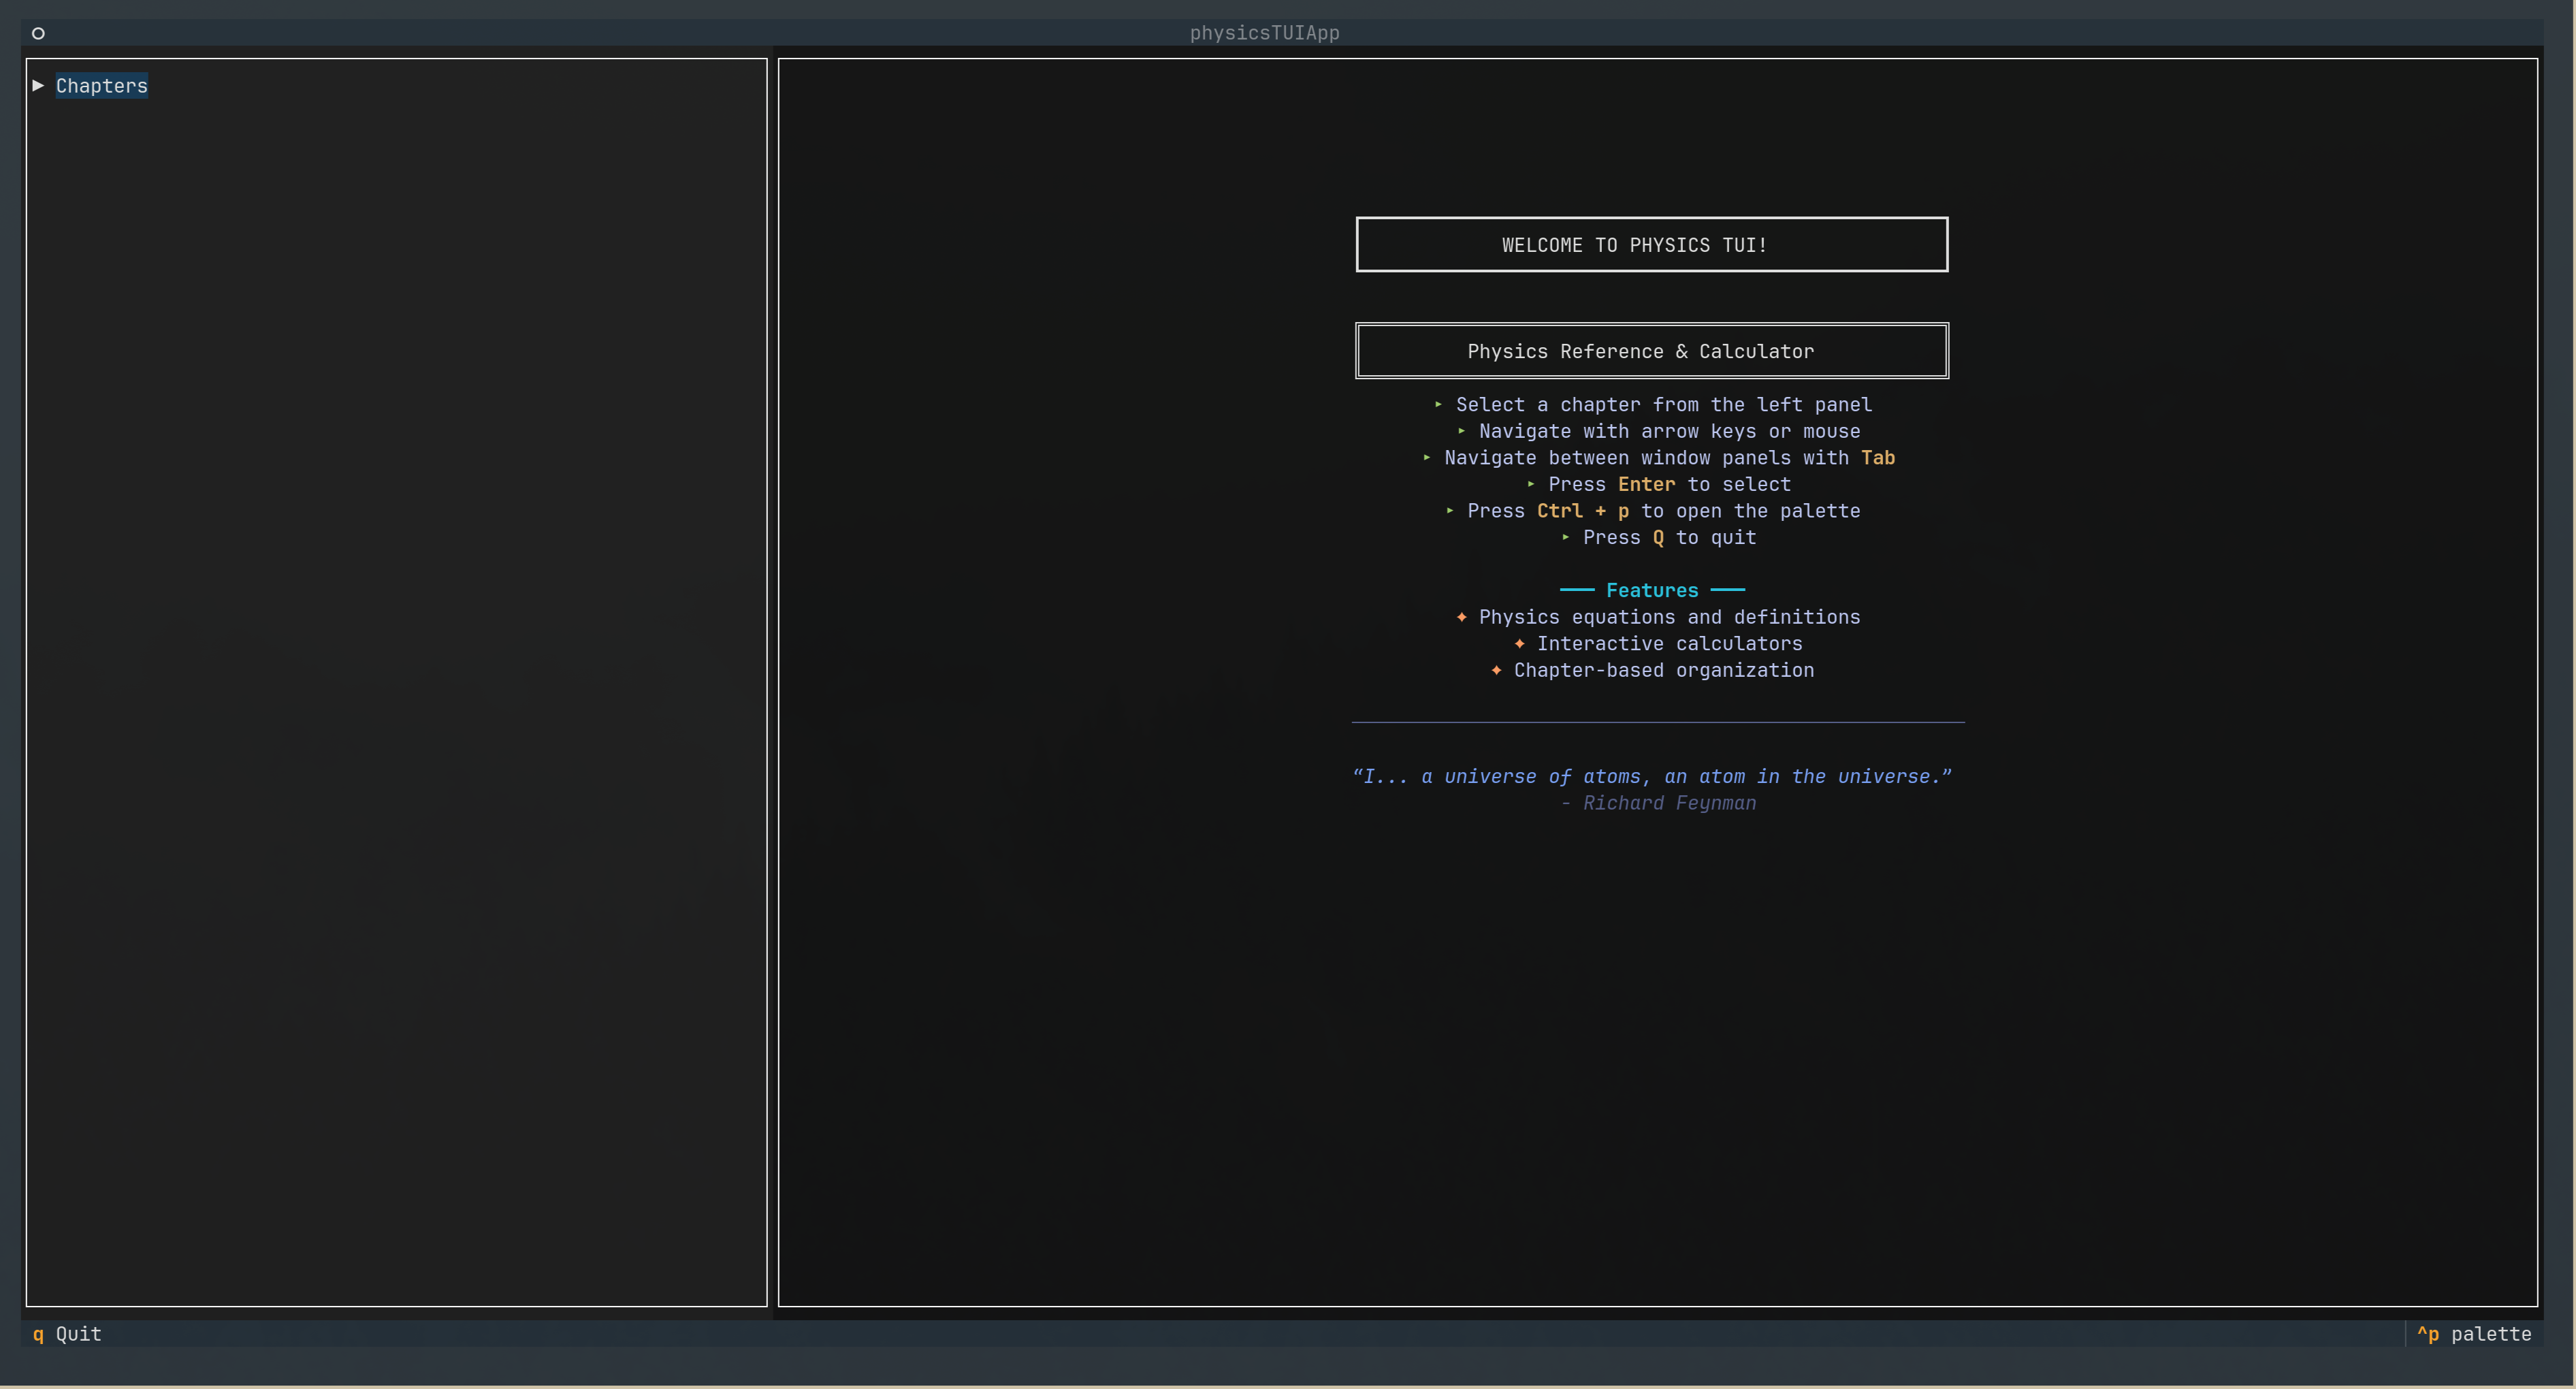 physicsTUIApp
▶ Chapters
WELCOME TO PHYSICS TUI!
Physics Reference & Calculator
▸ Select a chapter from the left panel
▸ Navigate with arrow keys or mouse
▸ Navigate between window panels with Tab
▸ Press Enter to select
▸ Press Ctrl + p to open the palette
▸ Press Q to quit
━━━ Features ━━━
✦ Physics equations and definitions
✦ Interactive calculators
✦ Chapter-based organization
“I... a universe of atoms, an atom in the universe.”
- Richard Feynman
q Quit
^p palette